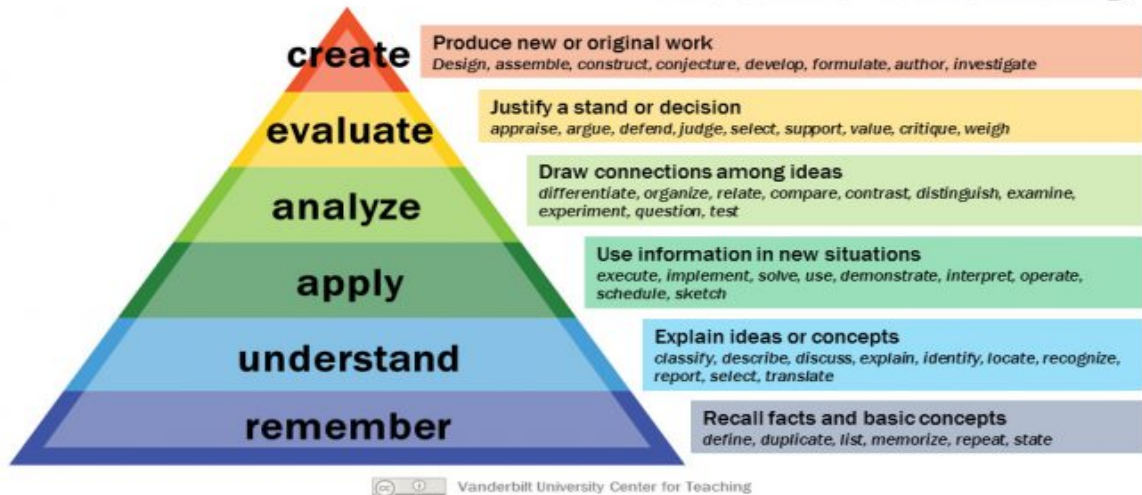 create
Produce new or original work
Design, assemble, construct, conjecture, develop, formulate, author, investigate
evaluate
Justify a stand or decision
appraise, argue, defend, judge, select, support, value, critique, weigh
analyze
Draw connections among ideas
differentiate, organize, relate, compare, contrast, distinguish, examine,
experiment, question, test
apply
Use information in new situations
execute, implement, solve, use, demonstrate, interpret, operate,
schedule, sketch
understand
Explain ideas or concepts
classify, describe, discuss, explain, identify, locate, recognize,
report, select, translate
remember
Recall facts and basic concepts
define, duplicate, list, memorize, repeat, state
cc Vanderbilt University Center for Teaching